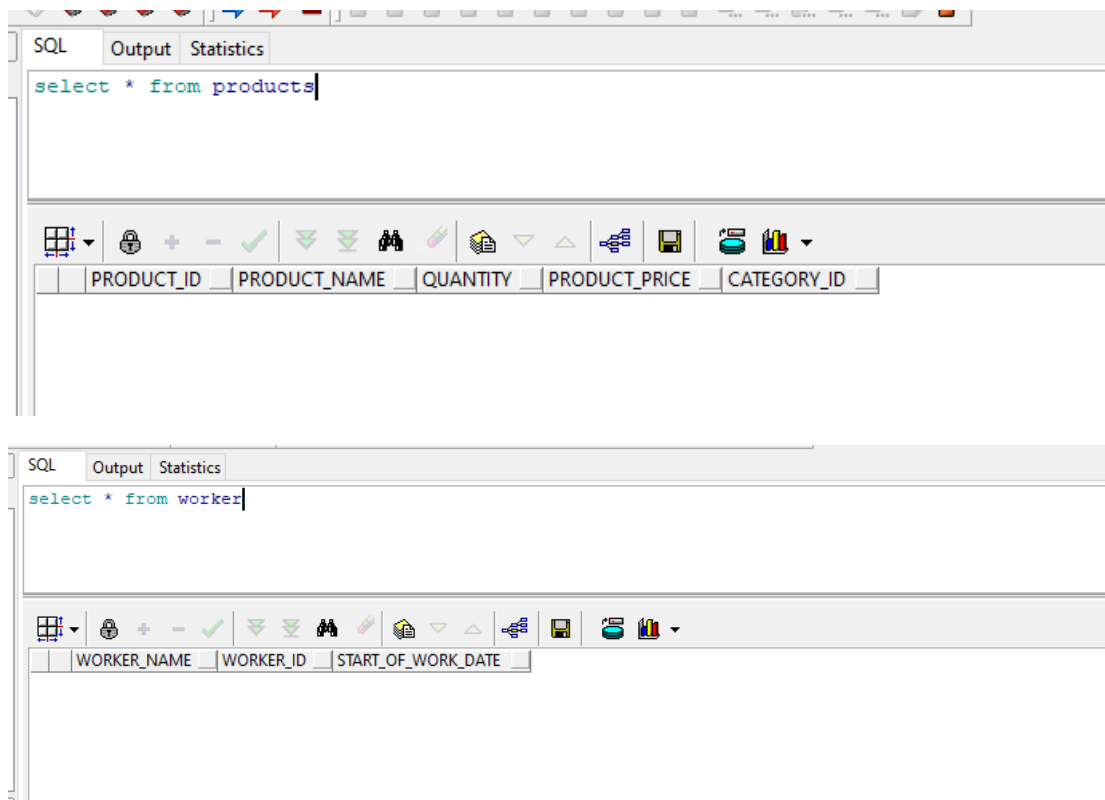 SQL Output Statistics
select * from products
PRODUCT_ID PRODUCT_NAME QUANTITY PRODUCT_PRICE CATEGORY_ID
SQL Output Statistics
select * from worker
WORKER_NAME WORKER_ID START_OF_WORK_DATE